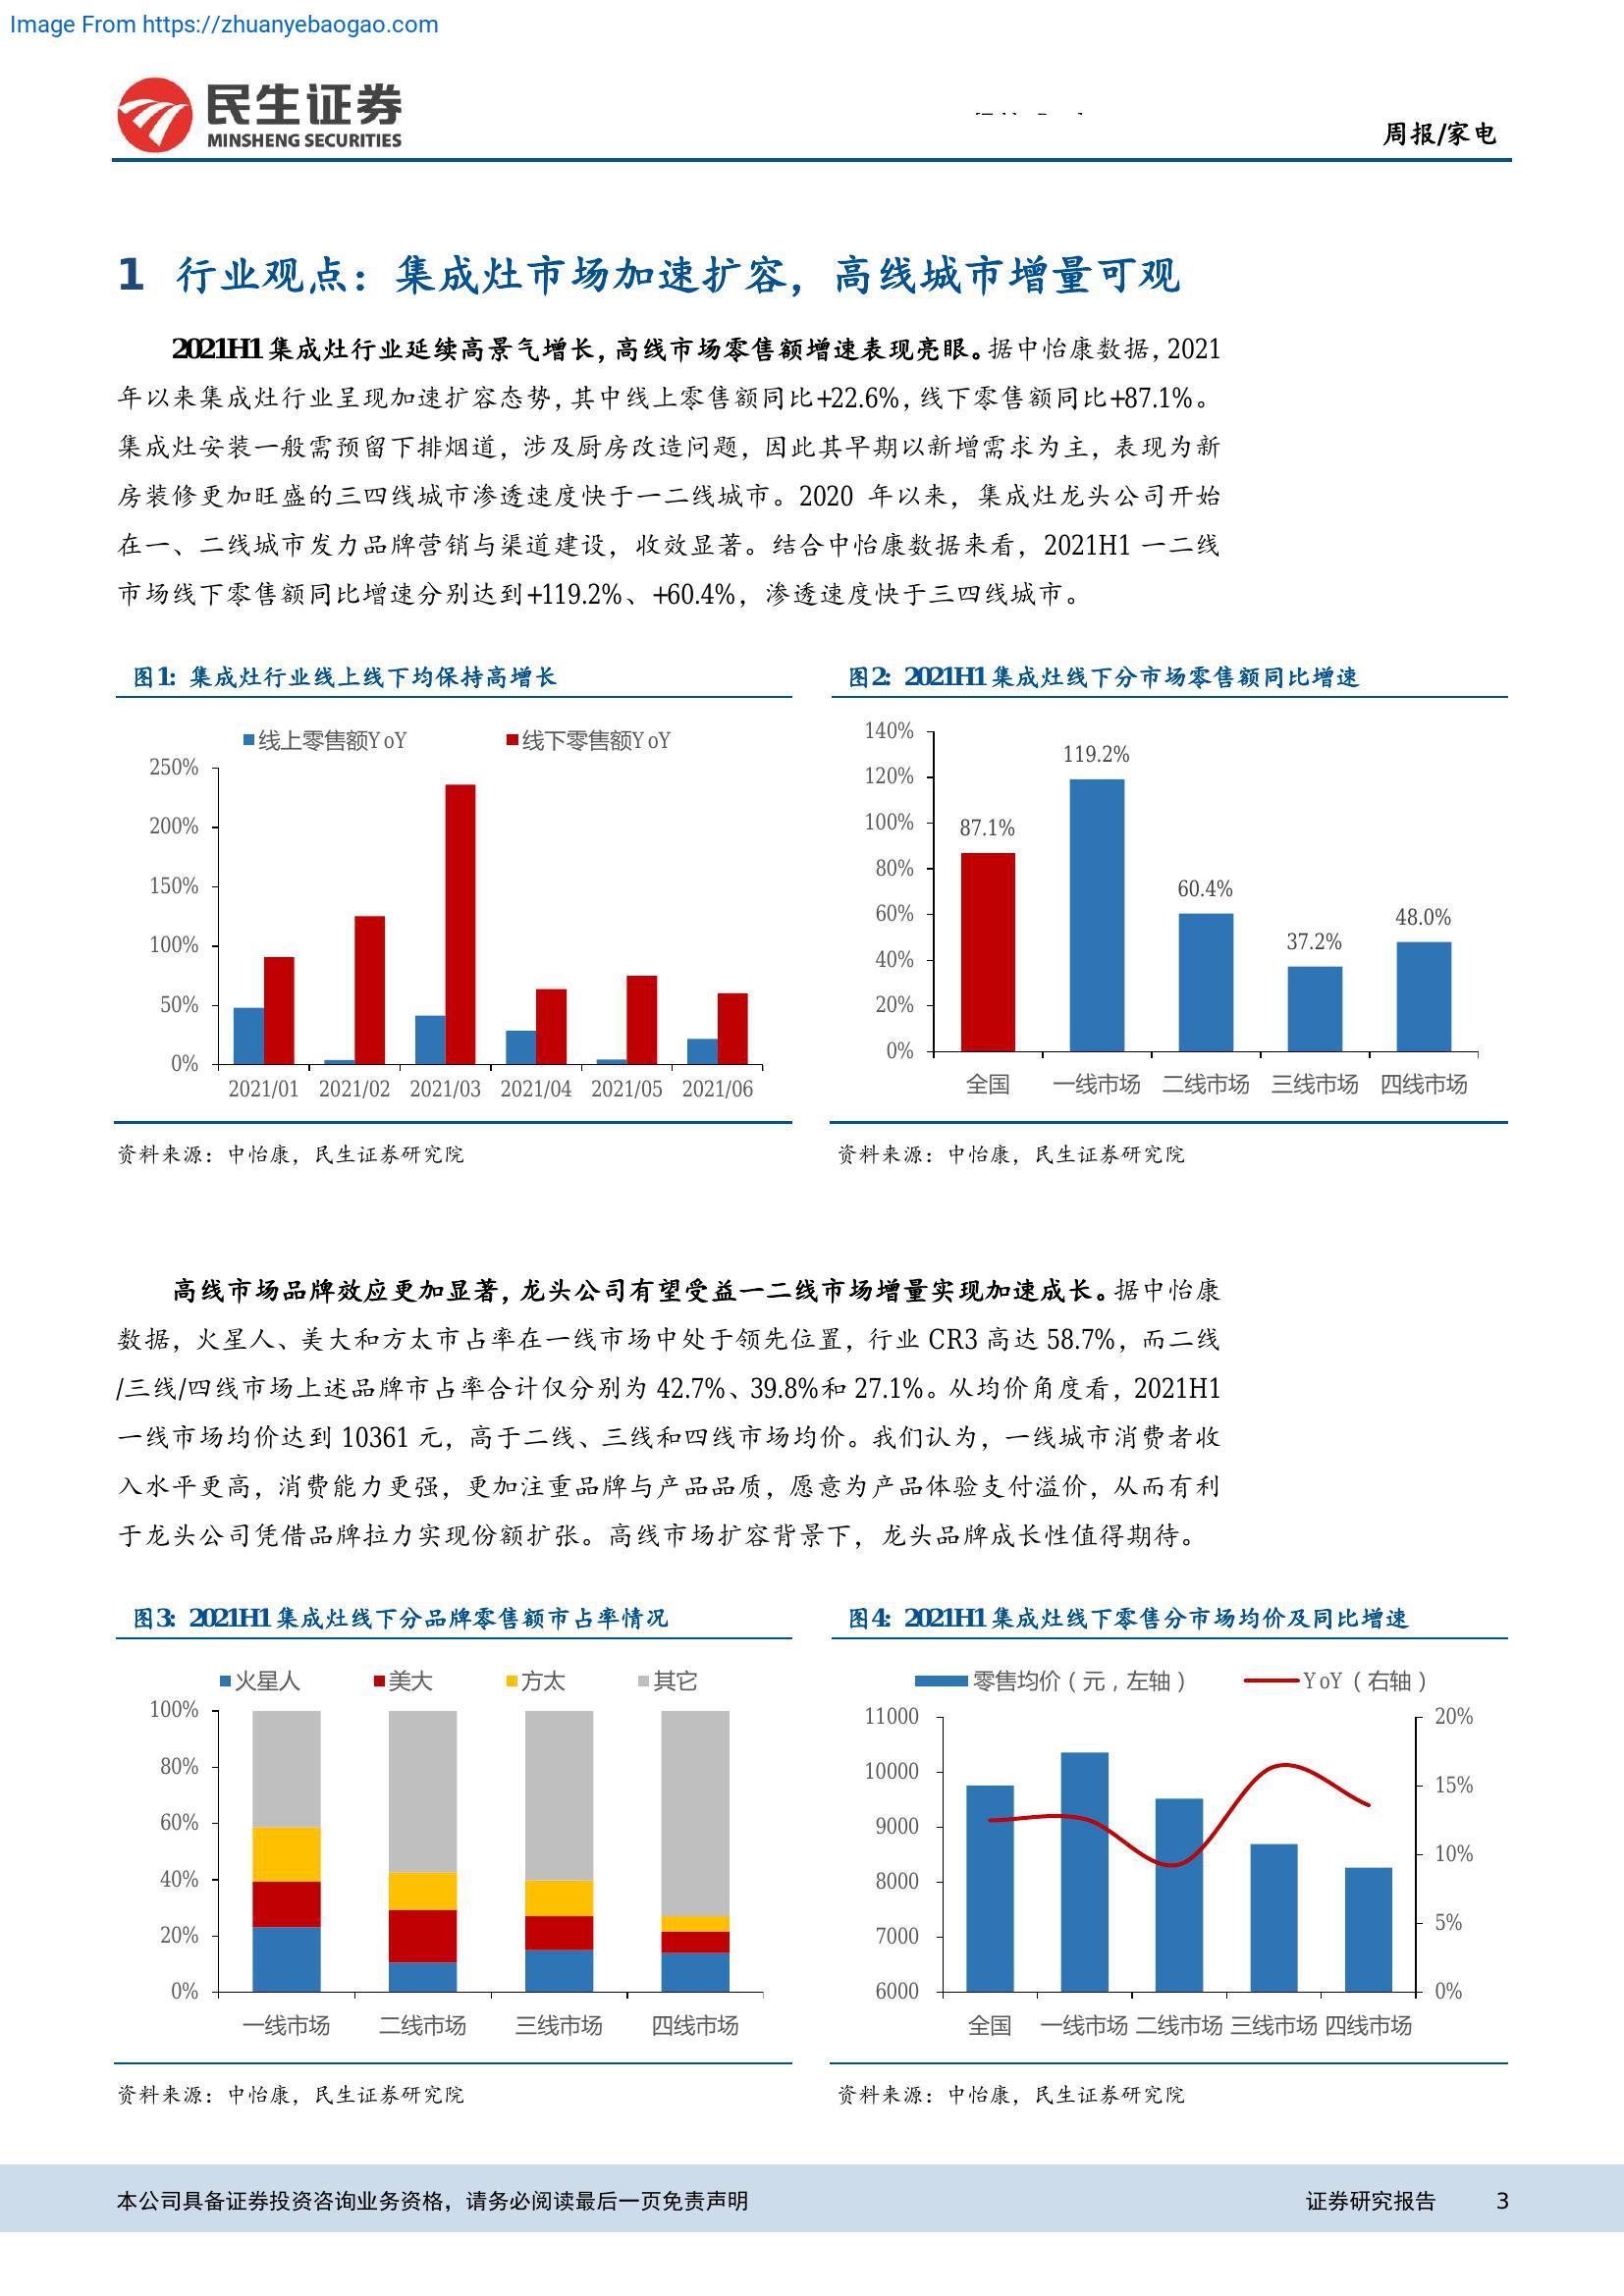 Image From https://zhuanyebaogao.com
民生证券
MINSHENG SECURITIES
周报/家电
1 行业观点：集成灶市场加速扩容，高线城市增量可观
2021H1 集成灶行业延续高景气增长，高线市场零售额增速表现亮眼。据中怡康数据，2021
年以来集成灶行业呈现加速扩容态势，其中线上零售额同比+22.6%，线下零售额同比+87.1%。
集成灶安装一般需预留下排烟道，涉及厨房改造问题，因此其早期以新增需求为主，表现为新
房装修更加旺盛的三四线城市渗透速度快于一二线城市。2020 年以来，集成灶龙头公司开始
在一、二线城市发力品牌营销与渠道建设，收效显著。结合中怡康数据来看，2021H1 一二线
市场线下零售额同比增速分别达到+119.2%、+60.4%，渗透速度快于三四线城市。
图1：集成灶行业线上线下均保持高增长
线上零售额YoY 线下零售额YoY
250%
200%
150%
100%
50%
0%
2021/01 2021/02 2021/03 2021/04 2021/05 2021/06
资料来源：中怡康，民生证券研究院
图2：2021H1 集成灶线下分市场零售额同比增速
140%
120%
100%
80%
60%
40%
20%
0%
87.1%
119.2%
60.4%
37.2%
48.0%
全国 一线市场 二线市场 三线市场 四线市场
资料来源：中怡康，民生证券研究院
高线市场品牌效应更加显著，龙头公司有望受益一二线市场增量实现加速成长。据中怡康
数据，火星人、美大和方太市占率在一线市场中处于领先位置，行业 CR3 高达 58.7%，而二线
/三线/四线市场上述品牌市占率合计仅分别为 42.7%、39.8%和 27.1%。从均价角度看，2021H1
一线市场均价达到 10361 元，高于二线、三线和四线市场均价。我们认为，一线城市消费者收
入水平更高，消费能力更强，更加注重品牌与产品品质，愿意为产品体验支付溢价，从而有利
于龙头公司凭借品牌拉力实现份额扩张。高线市场扩容背景下，龙头品牌成长性值得期待。
图3：2021H1 集成灶线下分品牌零售额市占率情况
火星人 美大 方太 其它
100%
80%
60%
40%
20%
0%
一线市场 二线市场 三线市场 四线市场
资料来源：中怡康，民生证券研究院
图4：2021H1 集成灶线下零售分市场均价及同比增速
零售均价（元，左轴） YoY（右轴）
11000
10000
9000
8000
7000
6000
20%
15%
10%
5%
0%
全国 一线市场 二线市场 三线市场 四线市场
资料来源：中怡康，民生证券研究院
本公司具备证券投资咨询业务资格，请务必阅读最后一页免责声明 证券研究报告 3